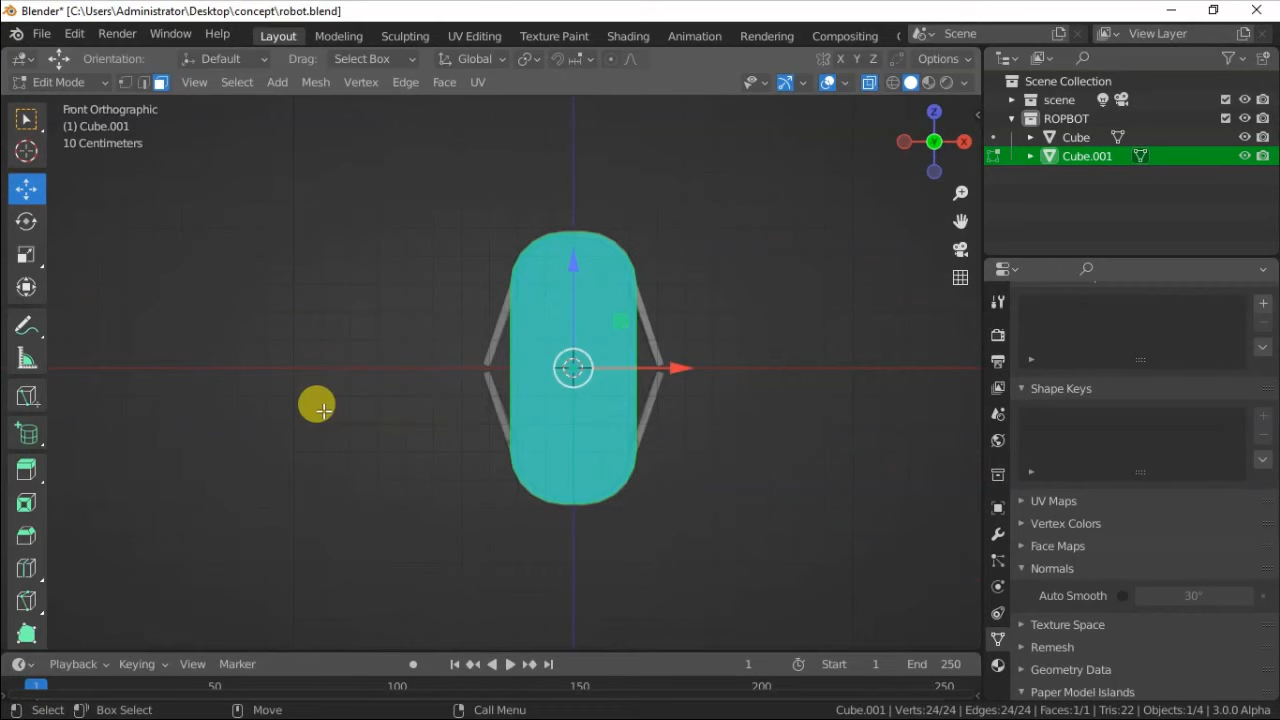 Blender* [C:\Users\Administrator\Desktop\concept\robot.blend]
File Edit Render Window Help Layout Modeling Sculpting UV Editing Texture Paint Shading Animation Rendering Compositing Scene View Layer
Orientation: Default Drag: Select Box Global X Y Z Options
Edit Mode View Select Add Mesh Vertex Edge Face UV
Front Orthographic
(1) Cube.001
10 Centimeters
Z
X
Y
Scene Collection
scene
ROPBOT
Cube
Cube.001
Shape Keys
UV Maps
Vertex Colors
Face Maps
Normals
Auto Smooth 30°
Texture Space
Remesh
Geometry Data
Paper Model Islands
Playback Keying View Marker 1 Start 1 End 250
1 50 100 150 200 250
Select Box Select Move Call Menu Cube.001 | Verts:24/24 | Edges:24/24 | Faces:1/1 | Tris:22 | Objects:1/4 | 3.0.0 Alpha